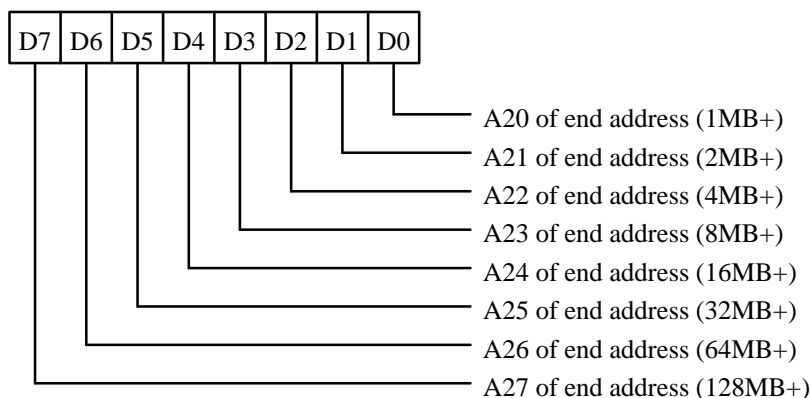 D7 D6 D5 D4 D3 D2 D1 D0
A20 of end address (1MB+)
A21 of end address (2MB+)
A22 of end address (4MB+)
A23 of end address (8MB+)
A24 of end address (16MB+)
A25 of end address (32MB+)
A26 of end address (64MB+)
A27 of end address (128MB+)